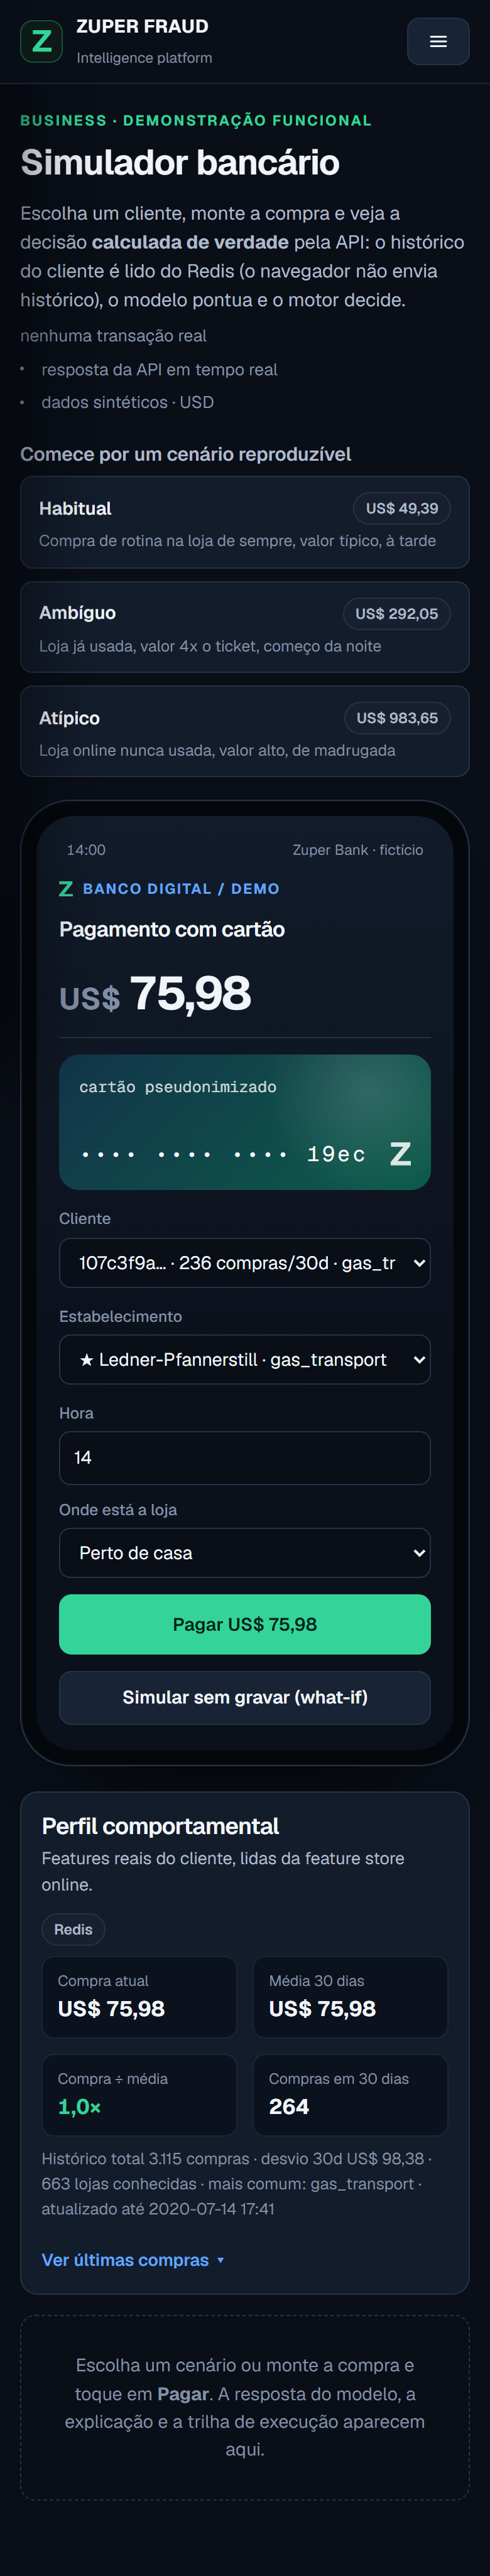 Z ZUPER FRAUD
Intelligence platform
BUSINESS · DEMONSTRAÇÃO FUNCIONAL
Simulador bancário
Escolha um cliente, monte a compra e veja a
decisão calculada de verdade pela API: o histórico
do cliente é lido do Redis (o navegador não envia
histórico), o modelo pontua e o motor decide.
nenhuma transação real
• resposta da API em tempo real
• dados sintéticos · USD
Comece por um cenário reproduzível
Habitual US$ 49,39
Compra de rotina na loja de sempre, valor típico, à tarde
Ambíguo US$ 292,05
Loja já usada, valor 4x o ticket, começo da noite
Atípico US$ 983,65
Loja online nunca usada, valor alto, de madrugada
14:00 Zuper Bank · fictício
Z BANCO DIGITAL / DEMO
Pagamento com cartão
US$ 75,98
cartão pseudonimizado
•••• •••• •••• 19ec Z
Cliente
107c3f9a… · 236 compras/30d · gas_tr
Estabelecimento
★ Ledner-Pfannerstill · gas_transport
Hora
14
Onde está a loja
Perto de casa
Pagar US$ 75,98
Simular sem gravar (what-if)
Perfil comportamental
Features reais do cliente, lidas da feature store
online.
Redis
Compra atual Média 30 dias
US$ 75,98 US$ 75,98
Compra ÷ média Compras em 30 dias
1,0× 264
Histórico total 3.115 compras · desvio 30d US$ 98,38 ·
663 lojas conhecidas · mais comum: gas_transport ·
atualizado até 2020-07-14 17:41
Ver últimas compras ▾
Escolha um cenário ou monte a compra e
toque em Pagar. A resposta do modelo, a
explicação e a trilha de execução aparecem
aqui.